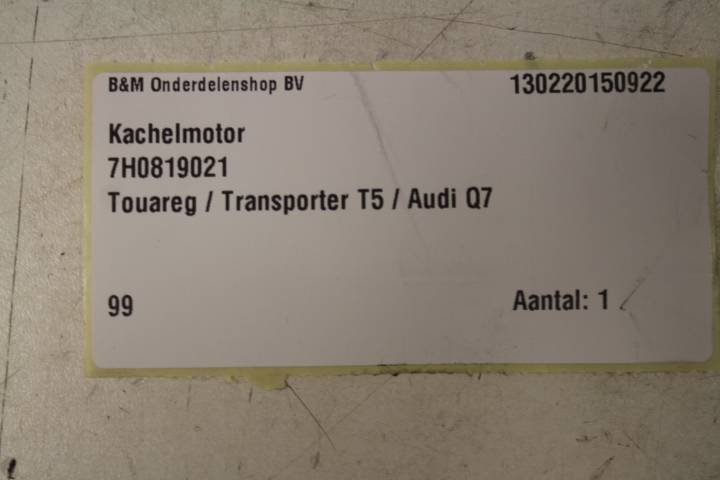 B&M Onderdelenshop BV 130220150922
Kachelmotor
7H0819021
Touareg / Transporter T5 / Audi Q7
99 Aantal: 1